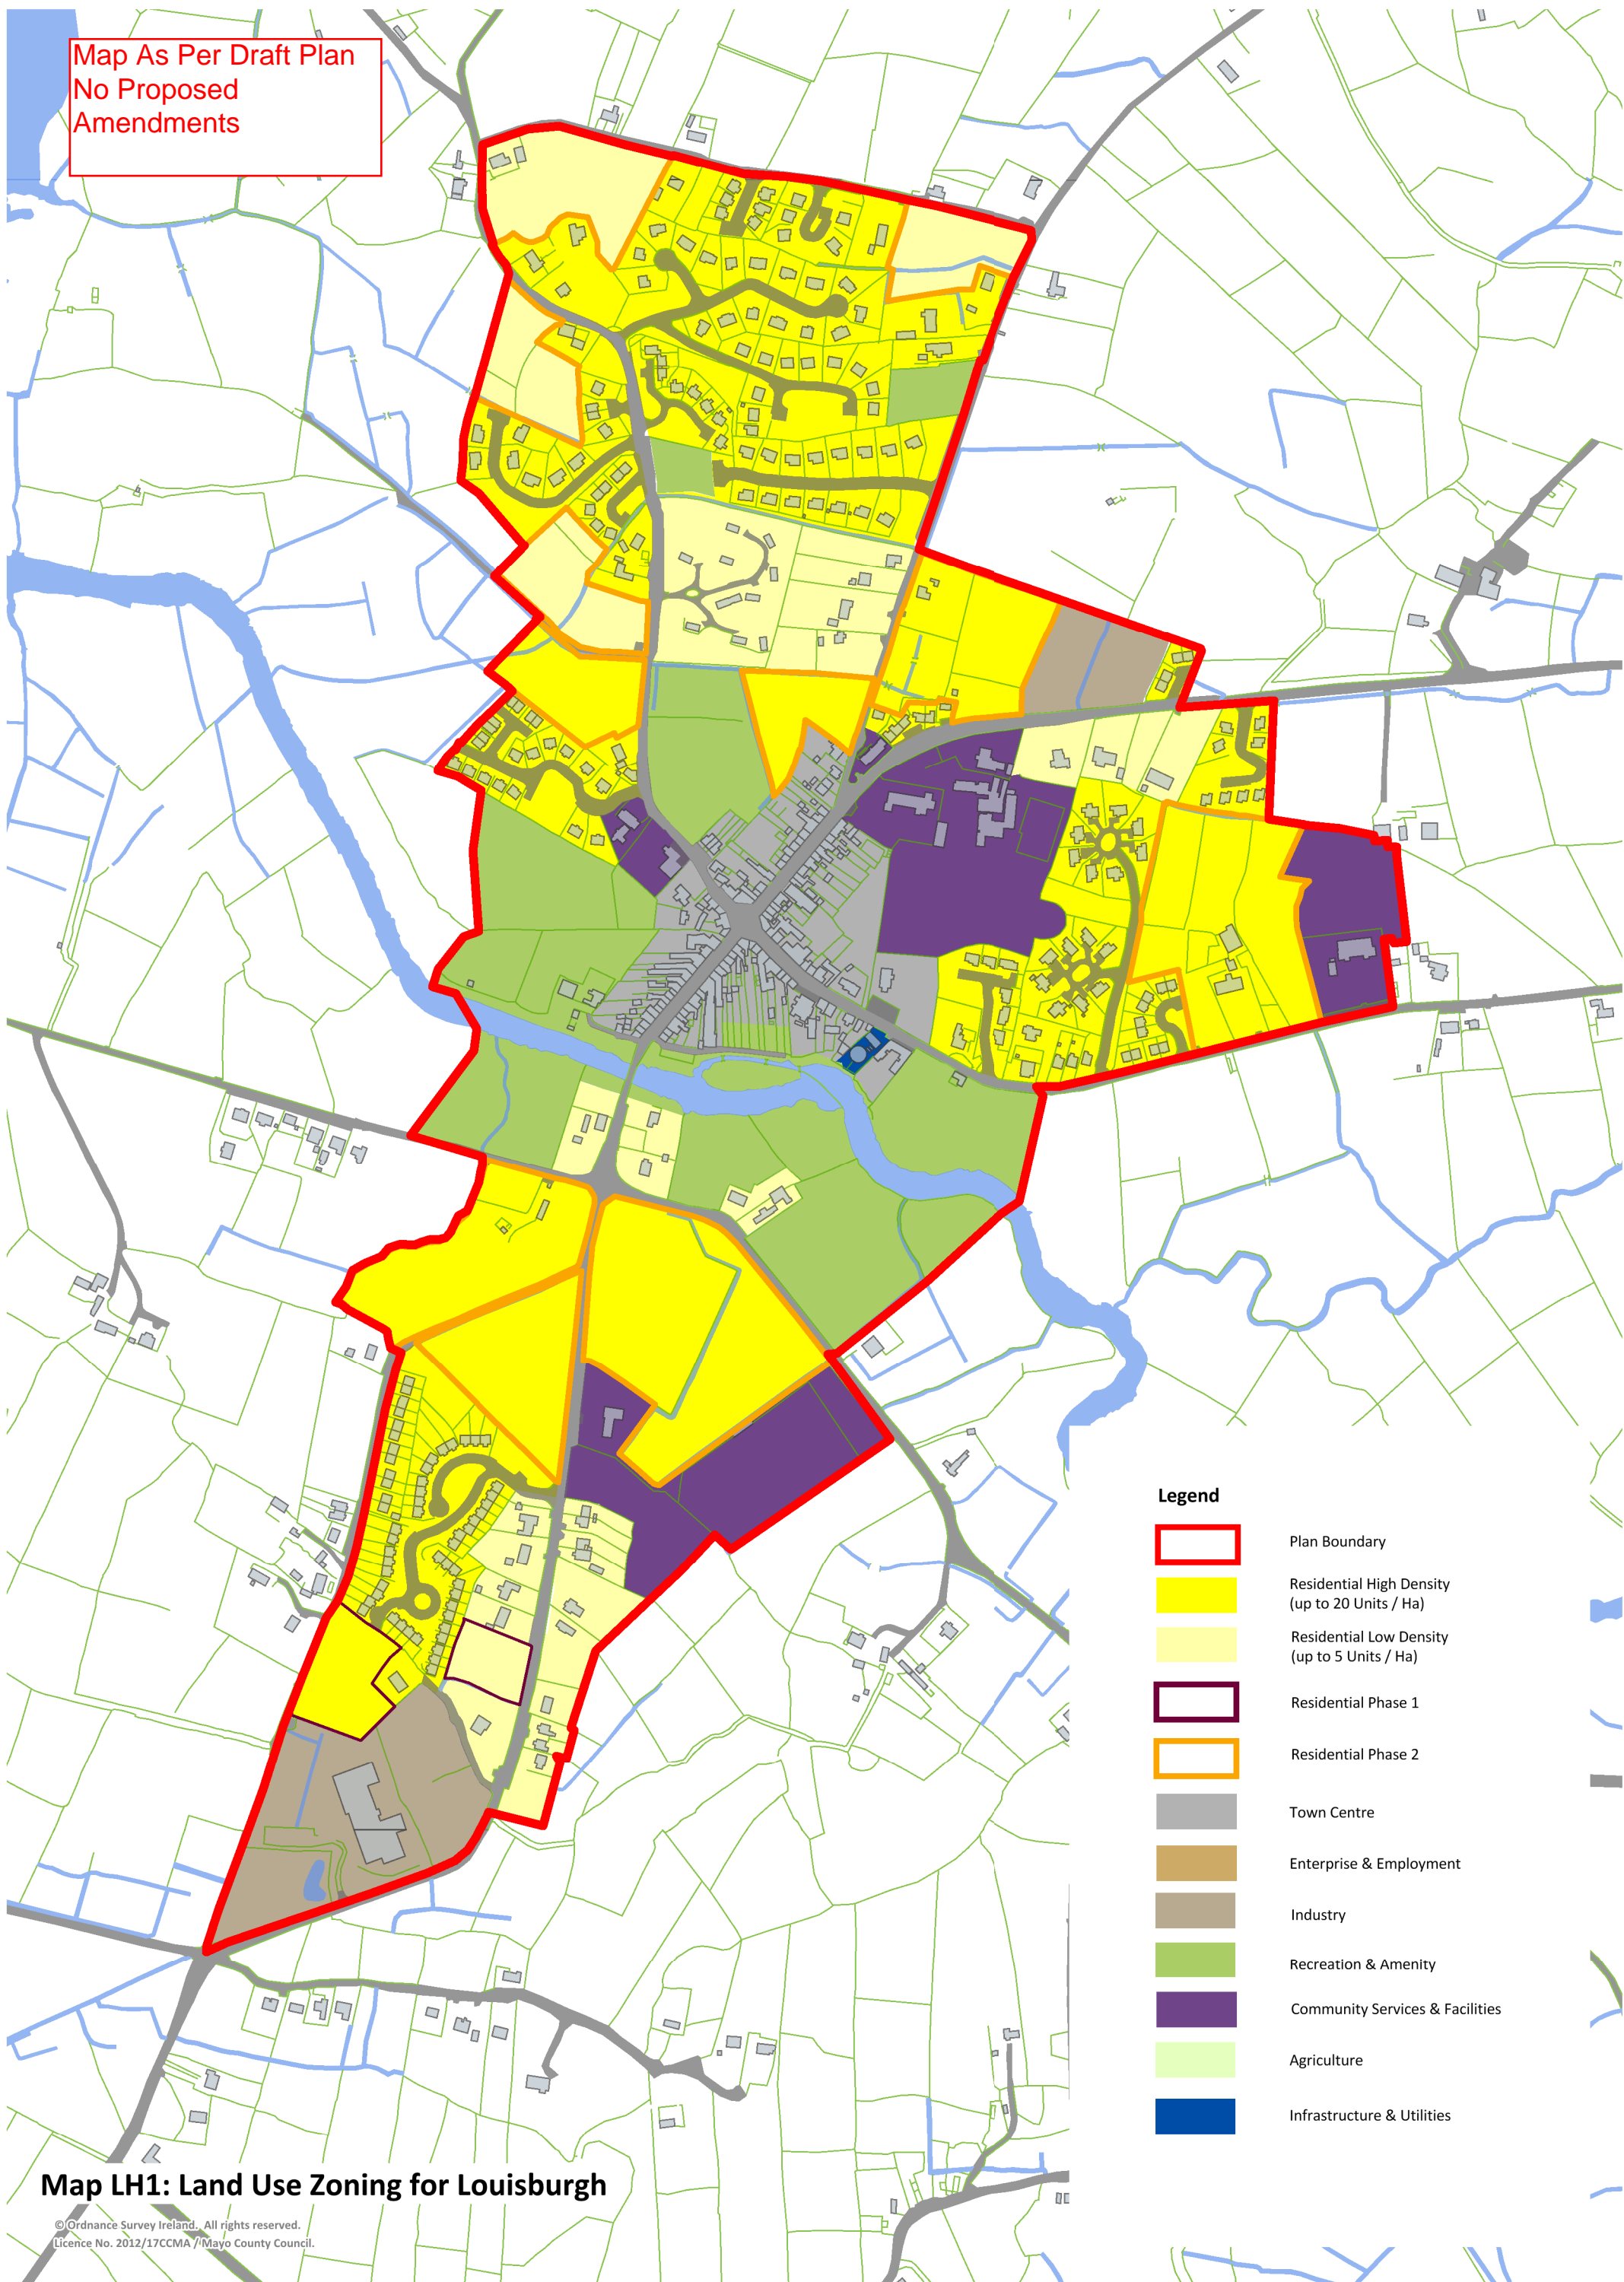 Map As Per Draft Plan
No Proposed
Amendments
Legend
Plan Boundary
Residential High Density
(up to 20 Units / Ha)
Residential Low Density
(up to 5 Units / Ha)
Residential Phase 1
Residential Phase 2
Town Centre
Enterprise & Employment
Industry
Recreation & Amenity
Community Services & Facilities
Agriculture
Infrastructure & Utilities
Map LH1: Land Use Zoning for Louisburgh
© Ordnance Survey Ireland. All rights reserved.
Licence No. 2012/17CCMA / Mayo County Council.